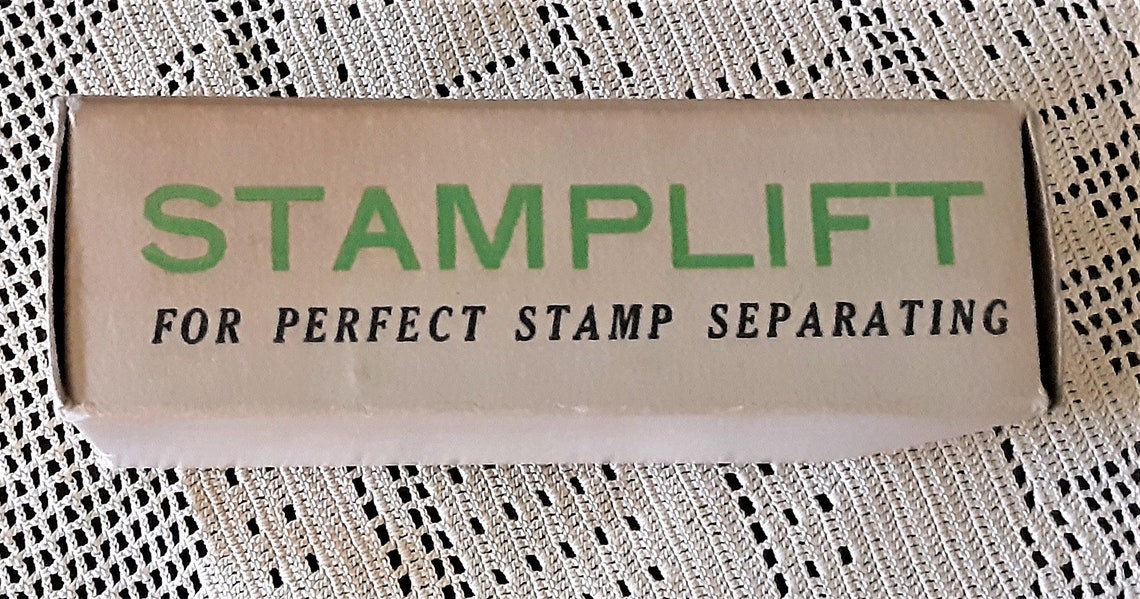 STAMPLIFT
FOR PERFECT STAMP SEPARATING